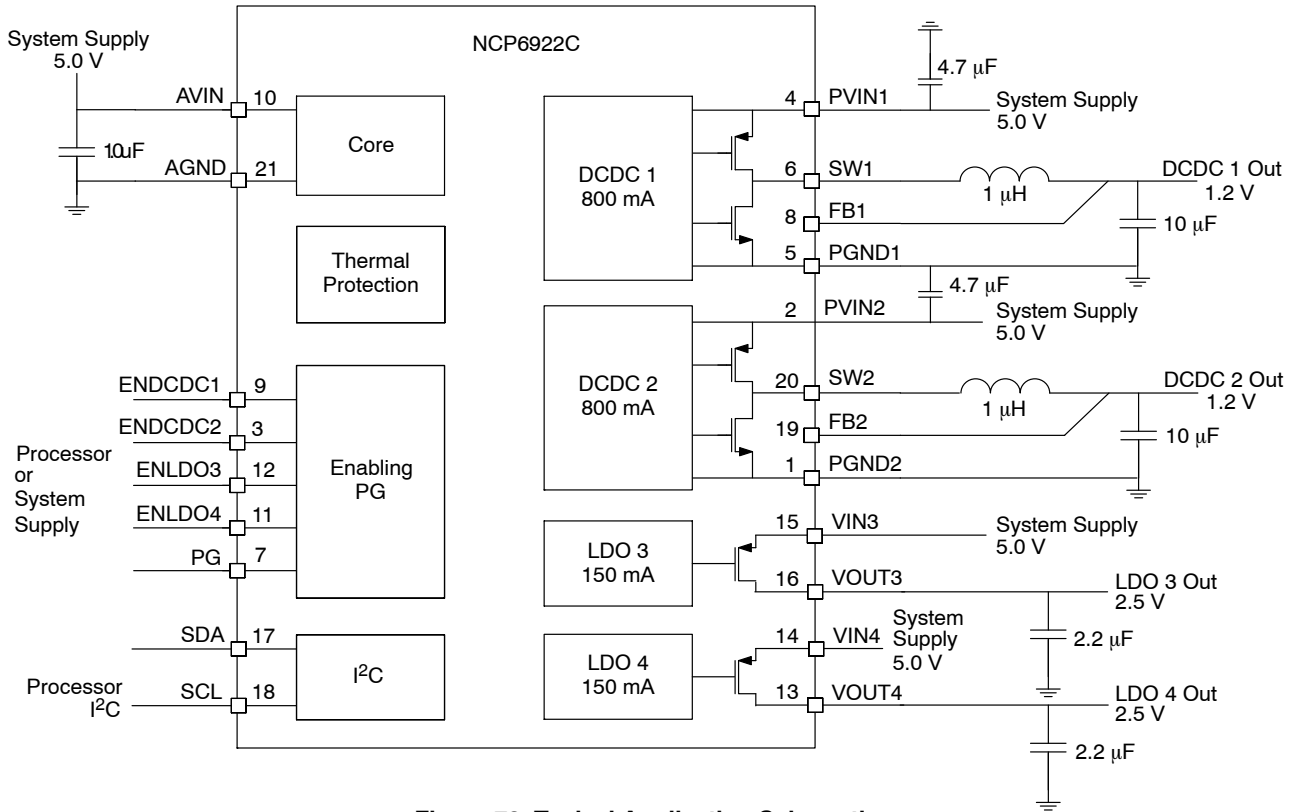 NCP6922C
System Supply
5.0 V
AVIN
10
1.0uF
AGND
21
Core
Thermal
Protection
ENDCDC1
9
ENDCDC2
3
ENLDO3
12
ENLDO4
11
PG
7
Processor
or
System
Supply
Enabling
PG
SDA
17
SCL
18
Processor
I²C
I²C
DCDC 1
800 mA
4
PVIN1
4.7 µF
System Supply
5.0 V
6
SW1
1 µH
DCDC 1 Out
1.2 V
8
FB1
10 µF
5
PGND1
4.7 µF
DCDC 2
800 mA
2
PVIN2
System Supply
5.0 V
20
SW2
1 µH
DCDC 2 Out
1.2 V
19
FB2
10 µF
1
PGND2
LDO 3
150 mA
15
VIN3
System Supply
5.0 V
16
VOUT3
LDO 3 Out
2.5 V
2.2 µF
LDO 4
150 mA
14
VIN4
System
Supply
5.0 V
13
VOUT4
LDO 4 Out
2.5 V
2.2 µF